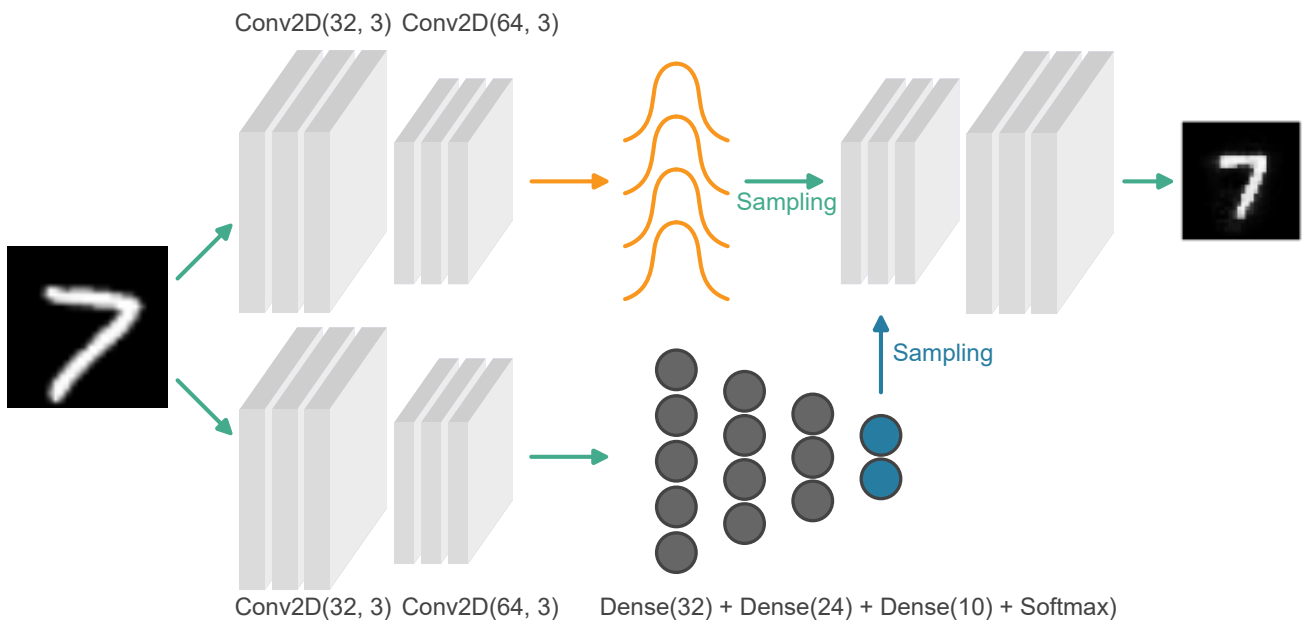 Conv2D(32, 3) Conv2D(64, 3)
Sampling
Sampling
Conv2D(32, 3) Conv2D(64, 3) Dense(32) + Dense(24) + Dense(10) + Softmax)